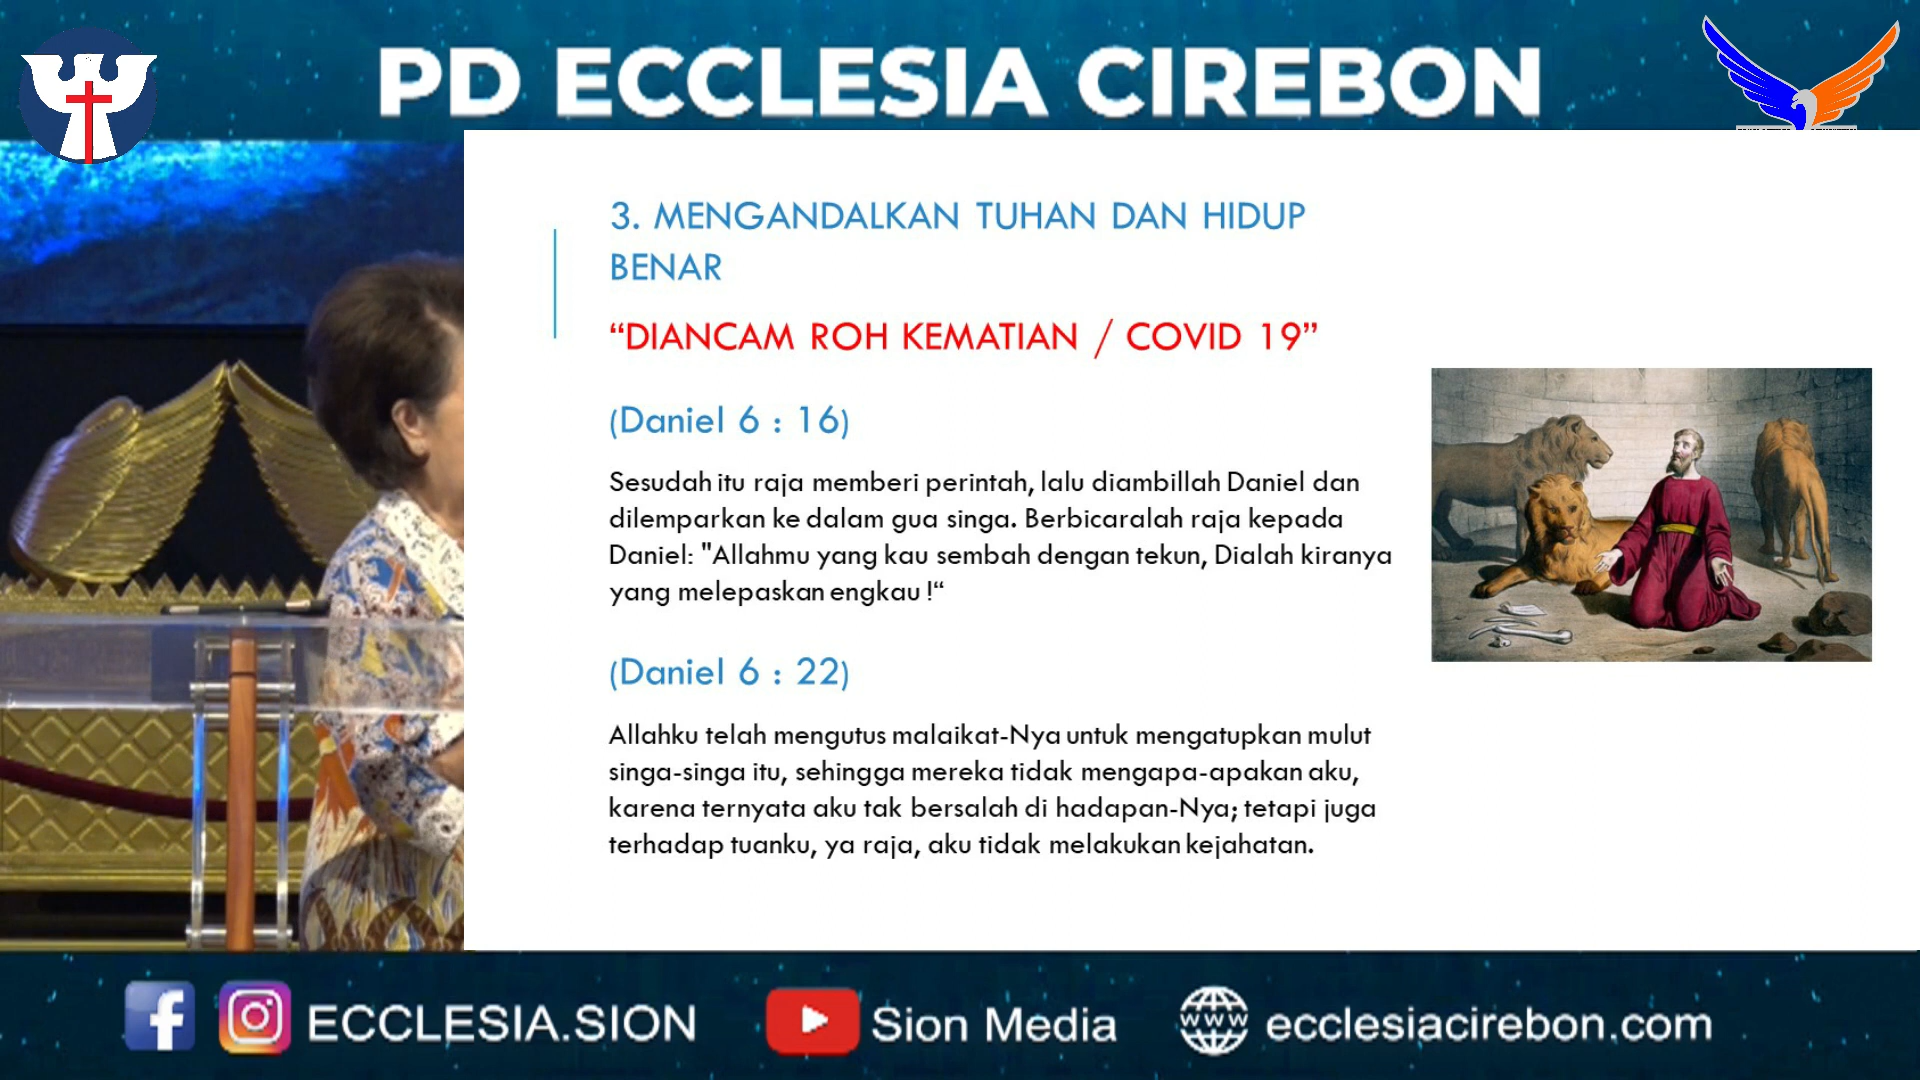 PD ECCLESIA CIREBON
3. MENGANDALKAN TUHAN DAN HIDUP
BENAR
“DIANCAM ROH KEMATIAN / COVID 19”
(Daniel 6 : 16)
Sesudah itu raja memberi perintah, lalu diambillah Daniel dan
dilemparkan ke dalam gua singa. Berbicaralah raja kepada
Daniel: "Allahmu yang kau sembah dengan tekun, Dialah kiranya
yang melepaskan engkau !“
(Daniel 6 : 22)
Allahku telah mengutus malaikat-Nya untuk mengatupkan mulut
singa-singa itu, sehingga mereka tidak mengapa-apakan aku,
karena ternyata aku tak bersalah di hadapan-Nya; tetapi juga
terhadap tuanku, ya raja, aku tidak melakukan kejahatan.
f ECCLESIA.SION Sion Media www ecclesiacirebon.com